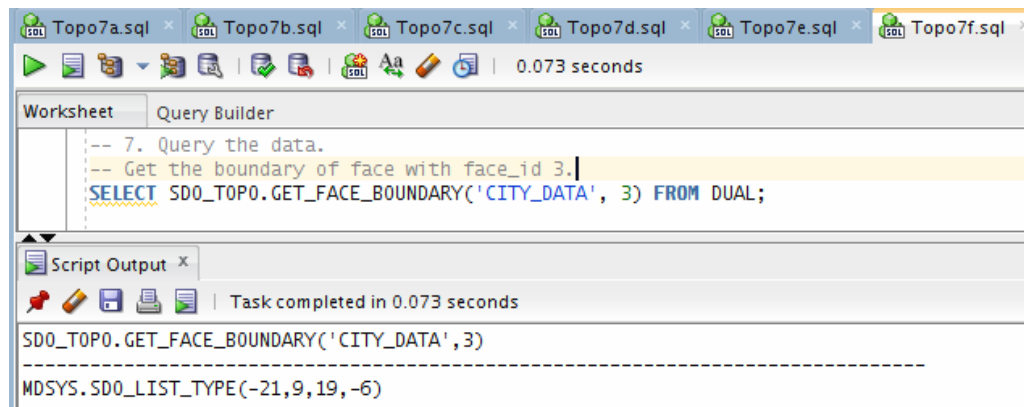 Topo7a.sql Topo7b.sql Topo7c.sql Topo7d.sql Topo7e.sql Topo7f.sql
0.073 seconds
Worksheet Query Builder
-- 7. Query the data.
-- Get the boundary of face with face_id 3.
SELECT SDO_TOPO.GET_FACE_BOUNDARY('CITY_DATA', 3) FROM DUAL;
Script Output
Task completed in 0.073 seconds
SDO_TOPO.GET_FACE_BOUNDARY('CITY_DATA',3)
--------------------------------------------------------------------------------
MDSYS.SDO_LIST_TYPE(-21,9,19,-6)